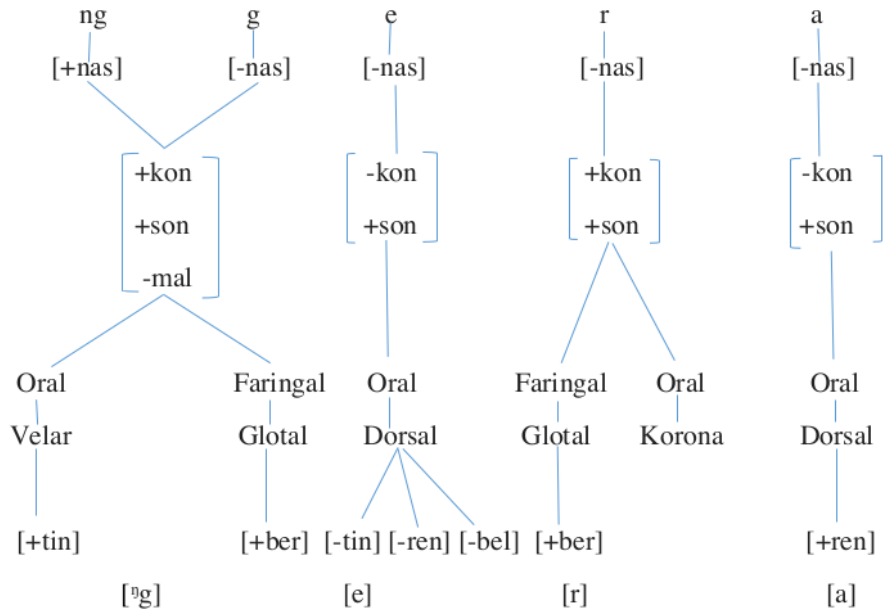 ng g e r a
[+nas] [-nas] [-nas] [-nas] [-nas]
+kon -kon +kon -kon
+son +son +son +son
-mal
Oral Faringal Oral Faringal Oral Oral
Velar Glotal Dorsal Glotal Korona Dorsal
[+tin] [+ber] [-tin] [-ren] [-bel] [+ber] [+ren]
[ᵑg] [e] [r] [a]